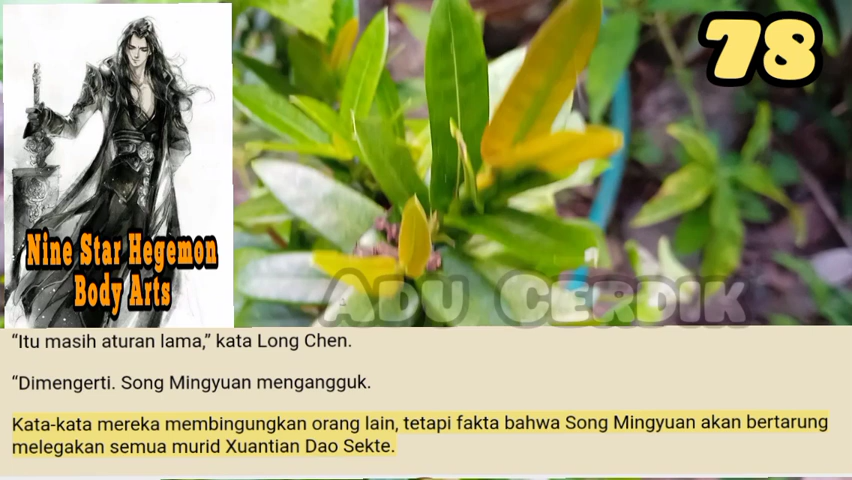 78
Nine Star Hegemon
Body Arts
Adu Cerdik
“Itu masih aturan lama,” kata Long Chen.
“Dimengerti. Song Mingyuan mengangguk.
Kata-kata mereka membingungkan orang lain, tetapi fakta bahwa Song Mingyuan akan bertarung
melegakan semua murid Xuantian Dao Sekte.